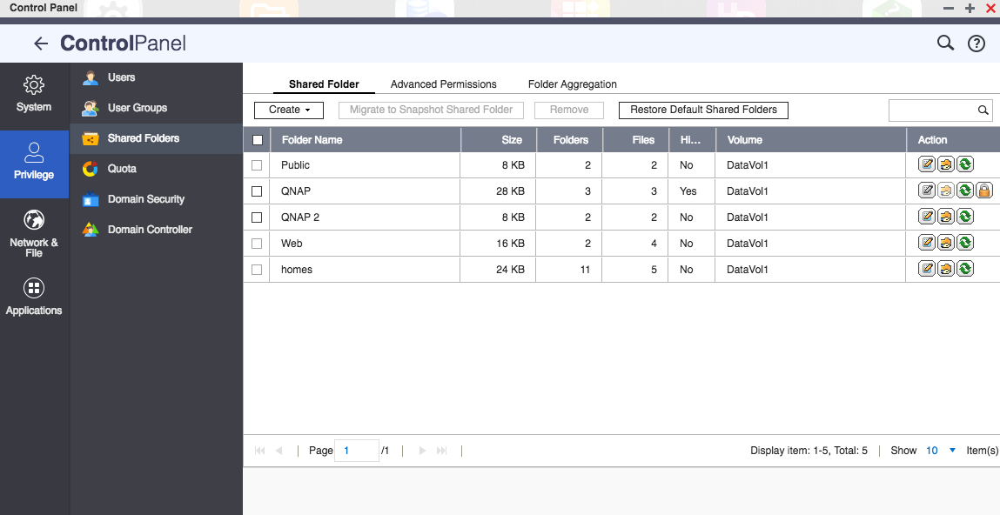 Control Panel
ControlPanel
System
Privilege
Network &
File
Applications
Users
User Groups
Shared Folders
Quota
Domain Security
Domain Controller
Shared Folder Advanced Permissions Folder Aggregation
Create Migrate to Snapshot Shared Folder Remove Restore Default Shared Folders
Folder Name Size Folders Files Hi... Volume Action
Public 8 KB 2 2 No DataVol1
QNAP 28 KB 3 3 Yes DataVol1
QNAP 2 8 KB 2 2 No DataVol1
Web 16 KB 2 4 No DataVol1
homes 24 KB 11 5 No DataVol1
Page 1 /1 Display item: 1-5, Total: 5 Show 10 Item(s)